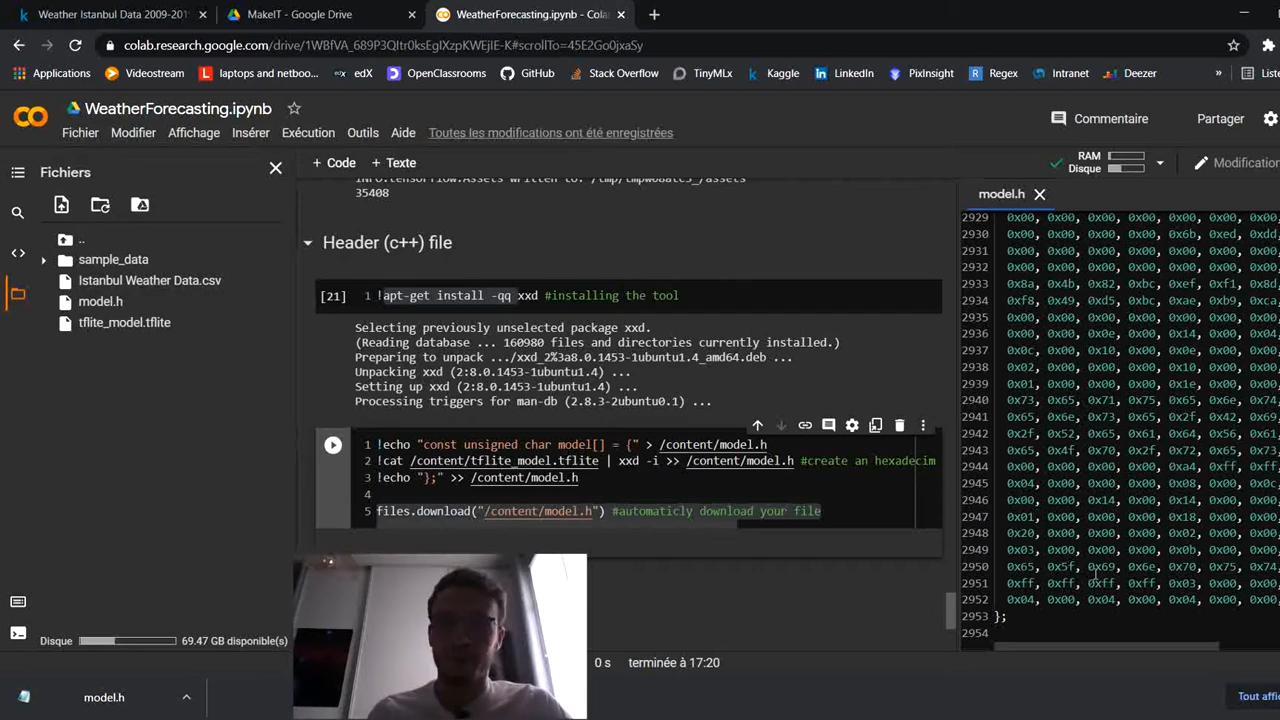 Weather Istanbul Data 2009-201
MakeIT - Google Drive
WeatherForecasting.ipynb - Cola
colab.research.google.com/drive/1WBfVA_689P3QItr0ksEgIXzpKWEJIE-K#scrollTo=45E2Go0jxaSy
Applications
Videostream
laptops and netboo...
edX
OpenClassrooms
GitHub
Stack Overflow
TinyMLx
Kaggle
LinkedIn
PixInsight
Regex
Intranet
Deezer
»
Liste
WeatherForecasting.ipynb
Fichier Modifier Affichage Insérer Exécution Outils Aide Toutes les modifications ont été enregistrées
Commentaire
Partager
Fichiers
+ Code + Texte
RAM
Disque
Modification
..
sample_data
Istanbul Weather Data.csv
model.h
tflite_model.tflite
35408
Header (c++) file
[21] 1 !apt-get install -qq xxd #installing the tool
Selecting previously unselected package xxd.
(Reading database ... 160980 files and directories currently installed.)
Preparing to unpack .../xxd_2%3a8.0.1453-1ubuntu1.4_amd64.deb ...
Unpacking xxd (2:8.0.1453-1ubuntu1.4) ...
Setting up xxd (2:8.0.1453-1ubuntu1.4) ...
Processing triggers for man-db (2.8.3-2ubuntu0.1) ...
1 !echo "const unsigned char model[] = {" > /content/model.h
2 !cat /content/tflite_model.tflite | xxd -i >> /content/model.h #create an hexadecim
3 !echo "};" >> /content/model.h
4
5 files.download("/content/model.h") #automaticly download your file
model.h
2929 0x00, 0x00, 0x00, 0x00, 0x00, 0x00, 0x00
2930 0x00, 0x00, 0x00, 0x00, 0x6b, 0xed, 0xdd
2931 0x00, 0x00, 0x00, 0x00, 0x00, 0x00, 0x00
2932 0x00, 0x00, 0x00, 0x00, 0x00, 0x00, 0x00
2933 0x8a, 0x4b, 0x82, 0xbc, 0xef, 0xf1, 0x8d
2934 0xf8, 0x49, 0xd5, 0xbc, 0xae, 0xb9, 0xca
2935 0x00, 0x00, 0x00, 0x00, 0x00, 0x00, 0x00
2936 0x00, 0x00, 0x0e, 0x14, 0x00, 0x04
2937 0x0c, 0x00, 0x10, 0x00, 0x0e, 0x00, 0x00
2938 0x02, 0x00, 0x00, 0x00, 0x10, 0x00, 0x00
2939 0x01, 0x00, 0x00, 0x00, 0x1e, 0x00, 0x00
2940 0x73, 0x65, 0x71, 0x75, 0x65, 0x6e, 0x74
2941 0x65, 0x6e, 0x73, 0x65, 0x2f, 0x42, 0x69
2942 0x2f, 0x52, 0x65, 0x61, 0x64, 0x56, 0x61
2943 0x65, 0x4f, 0x70, 0x2f, 0x72, 0x65, 0x73
2944 0x00, 0x00, 0x00, 0x00, 0xaa, 0xff, 0xff
2945 0x04, 0x00, 0x00, 0x00, 0x08, 0x00, 0x00
2946 0x00, 0x00, 0x14, 0x00, 0x14, 0x00, 0x00
2947 0x01, 0x00, 0x00, 0x00, 0x18, 0x00, 0x00
2948 0x20, 0x00, 0x00, 0x00, 0x02, 0x00, 0x00
2949 0x03, 0x00, 0x00, 0x00, 0x0b, 0x00, 0x00
2950 0x65, 0x5f, 0x69, 0x6e, 0x70, 0x75, 0x74
2951 0xff, 0xff, 0xff, 0xff, 0x03, 0x00, 0x00
2952 0x04, 0x00, 0x04, 0x00, 0x04, 0x00, 0x00
2953 };
2954
Disque 69.47 GB disponible(s)
0 s terminée à 17:20
model.h
Tout affi